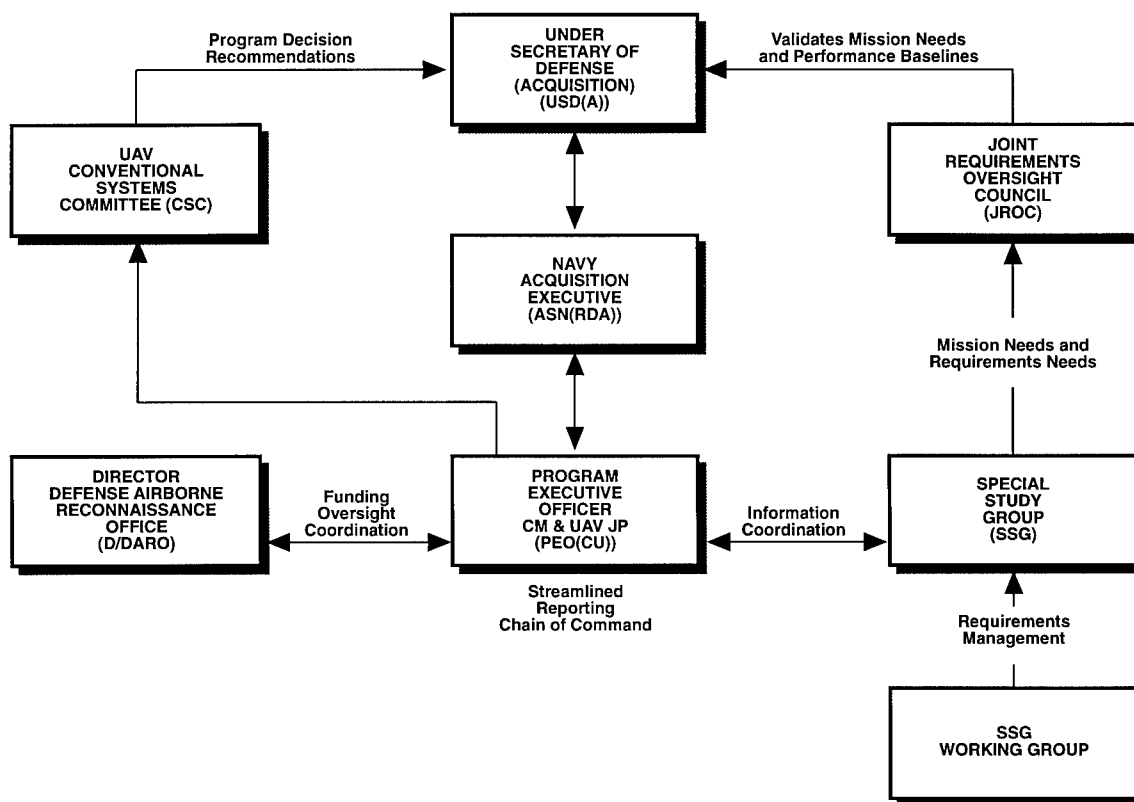 Program Decision
Recommendations
UNDER
SECRETARY OF
DEFENSE
(ACQUISITION)
(USD(A))
Validates Mission Needs
and Performance Baselines
UAV
CONVENTIONAL
SYSTEMS
COMMITTEE (CSC)
JOINT
REQUIREMENTS
OVERSIGHT
COUNCIL
(JROC)
NAVY
ACQUISITION
EXECUTIVE
(ASN(RDA))
Mission Needs and
Requirements Needs
DIRECTOR
DEFENSE AIRBORNE
RECONNAISSANCE
OFFICE
(D/DARO)
Funding
Oversight
Coordination
PROGRAM
EXECUTIVE
OFFICER
CM & UAV JP
(PEO(CU))
Information
Coordination
SPECIAL
STUDY
GROUP
(SSG)
Streamlined
Reporting
Chain of Command
Requirements
Management
SSG
WORKING GROUP